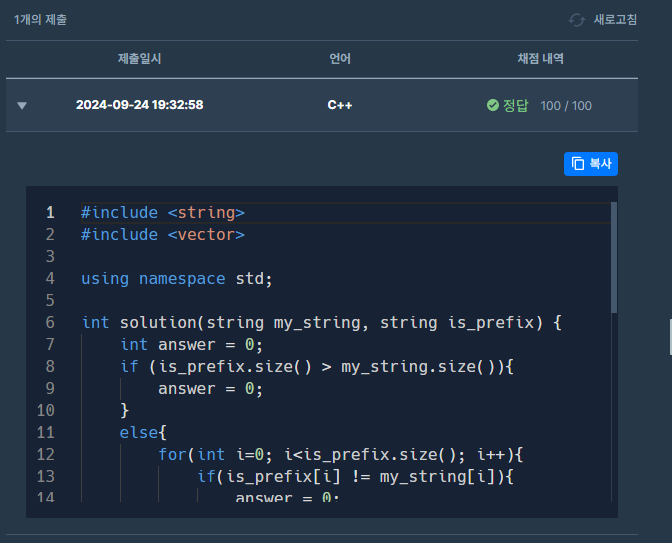 1개의 제출 새로고침
제출일시 언어 채점 내역
2024-09-24 19:32:58 C++ 정답 100 / 100
복사
1 #include <string>
2 #include <vector>
3
4 using namespace std;
5
6 int solution(string my_string, string is_prefix) {
7     int answer = 0;
8     if (is_prefix.size() > my_string.size()){
9         answer = 0;
10     }
11     else{
12         for(int i=0; i<is_prefix.size(); i++){
13             if(is_prefix[i] != my_string[i]){
14                 answer = 0;